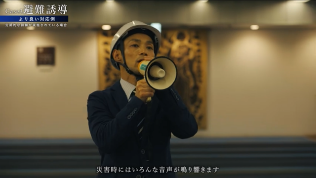 避難誘導
より良い対応例
災害時にはいろんな音声が鳴り響きます